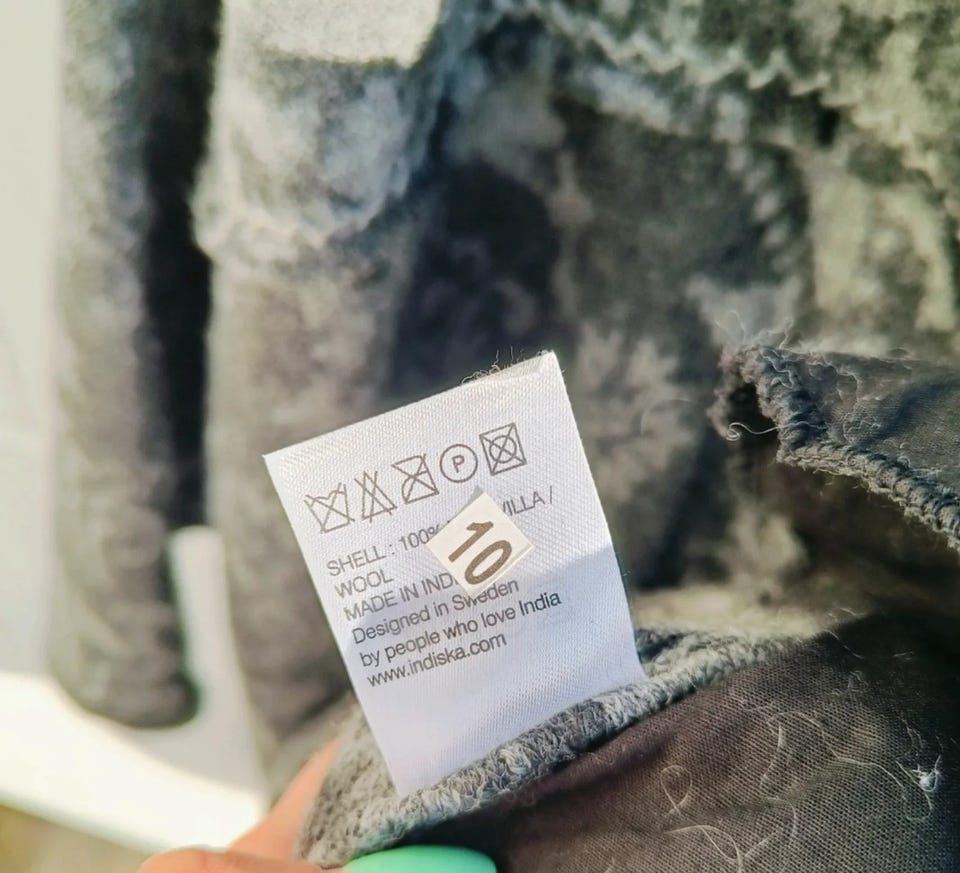 P
SHELL : 100% VILLA /
WOOL
MADE IN IND
Designed in Sweden
by people who love India
www.indiska.com
10